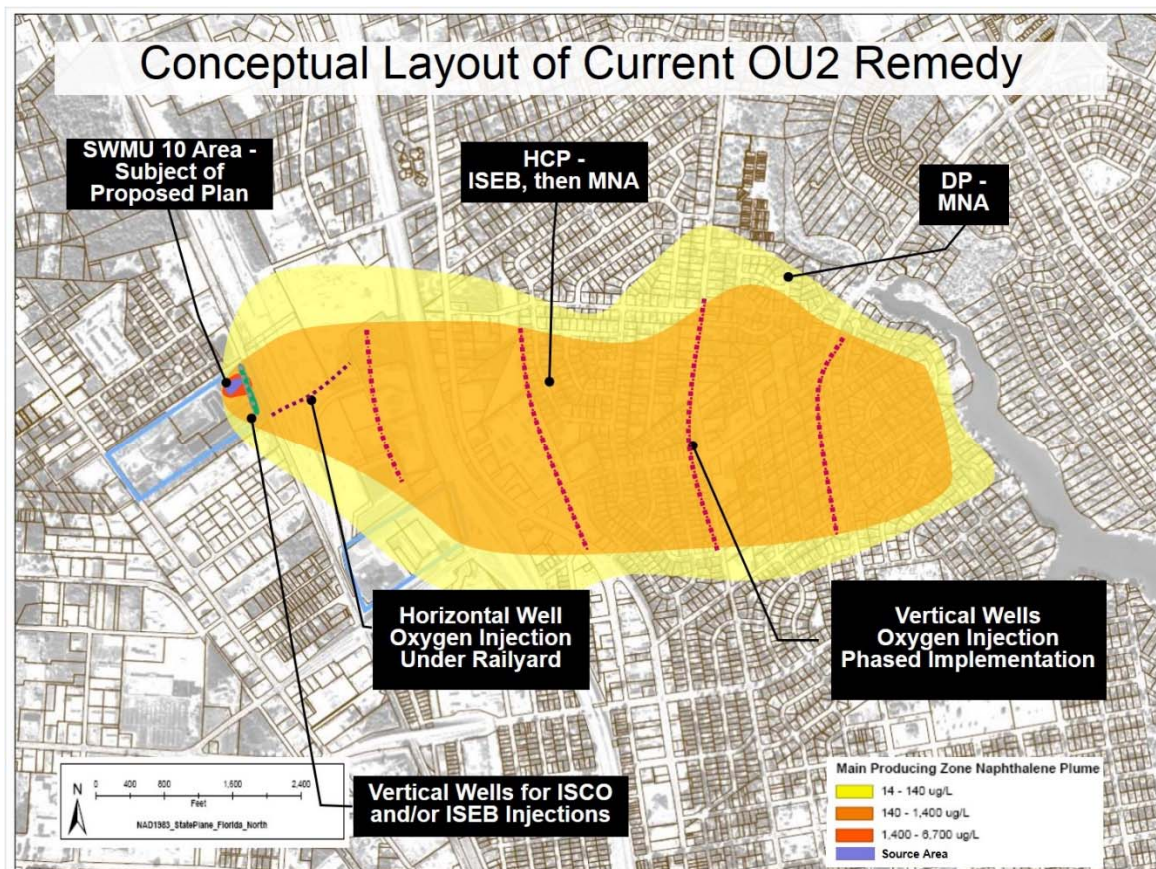 Conceptual Layout of Current OU2 Remedy
SWMU 10 Area -
Subject of
Proposed Plan
HCP -
ISEB, then MNA
DP -
MNA
Horizontal Well
Oxygen Injection
Under Railyard
Vertical Wells
Oxygen Injection
Phased Implementation
Vertical Wells for ISCO
and/or ISEB Injections
N
0 400 800 1,600 2,400
Feet
NAD1983_StatePlane_Florida_North
Main Producing Zone Naphthalene Plume
14 - 140 ug/L
140 - 1,400 ug/L
1,400 - 6,700 ug/L
Source Area